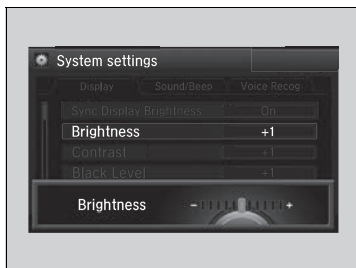 System settings
Display Sound/Beep Voice Recog
Sync Display Brightness On
Brightness +1
Contrast +1
Black Level +1
Brightness - +